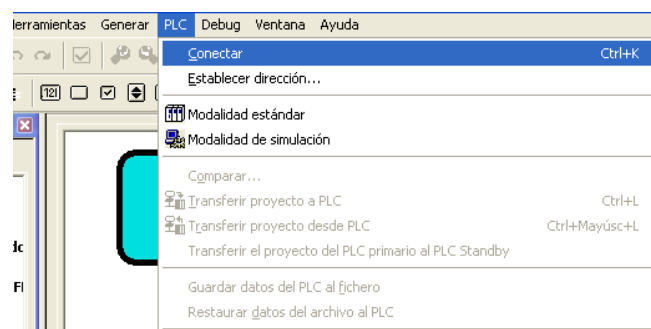 Herramientas Generar PLC Debug Ventana Ayuda
Conectar Ctrl+K
Establecer dirección...
Modalidad estándar
Modalidad de simulación
Comparar...
Transferir proyecto a PLC Ctrl+L
Transferir proyecto desde PLC Ctrl+Mayúsc+L
Transferir el proyecto del PLC primario al PLC Standby
Guardar datos del PLC al fichero
Restaurar datos del archivo al PLC